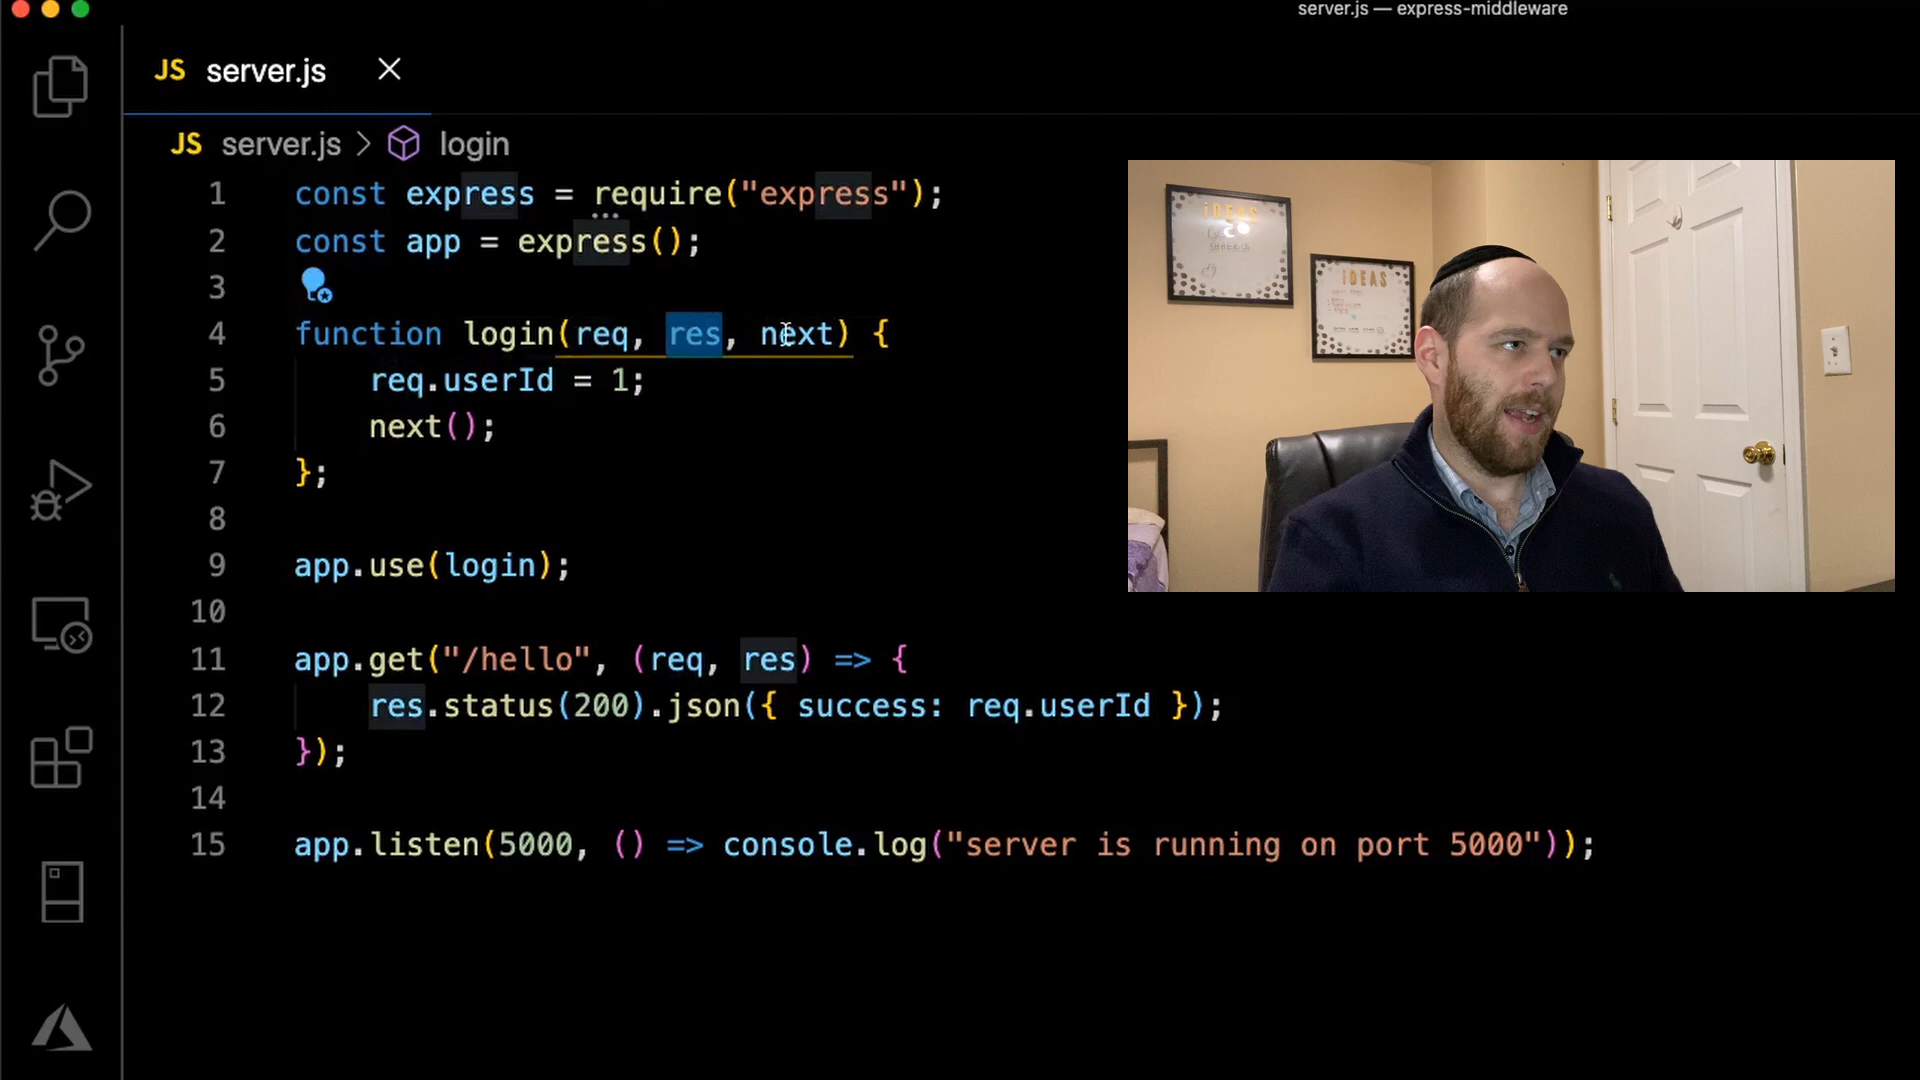 server.js — express-middleware
JS server.js
JS server.js > login
1 const express = require("express");
2 const app = express();
3
4 function login(req, res, next) {
5 req.userId = 1;
6 next();
7 };
8
9 app.use(login);
10
11 app.get("/hello", (req, res) => {
12 res.status(200).json({ success: req.userId });
13 });
14
15 app.listen(5000, () => console.log("server is running on port 5000"));
IDEAS
IDEAS